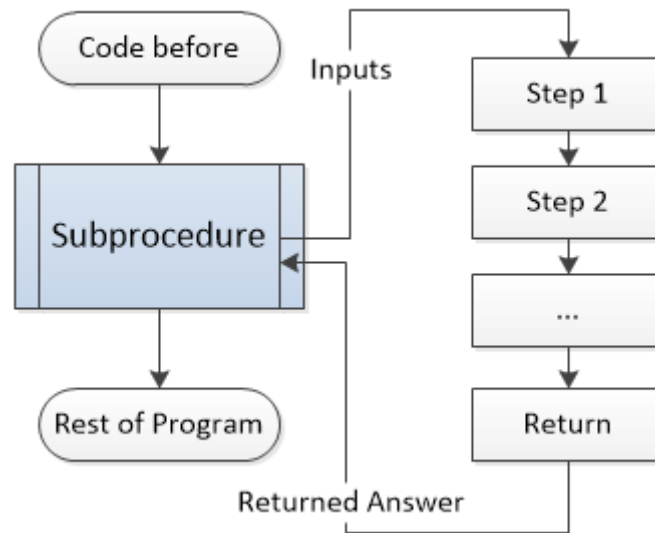 Code before
Inputs
Step 1
Step 2
Subprocedure
...
Rest of Program
Return
Returned Answer